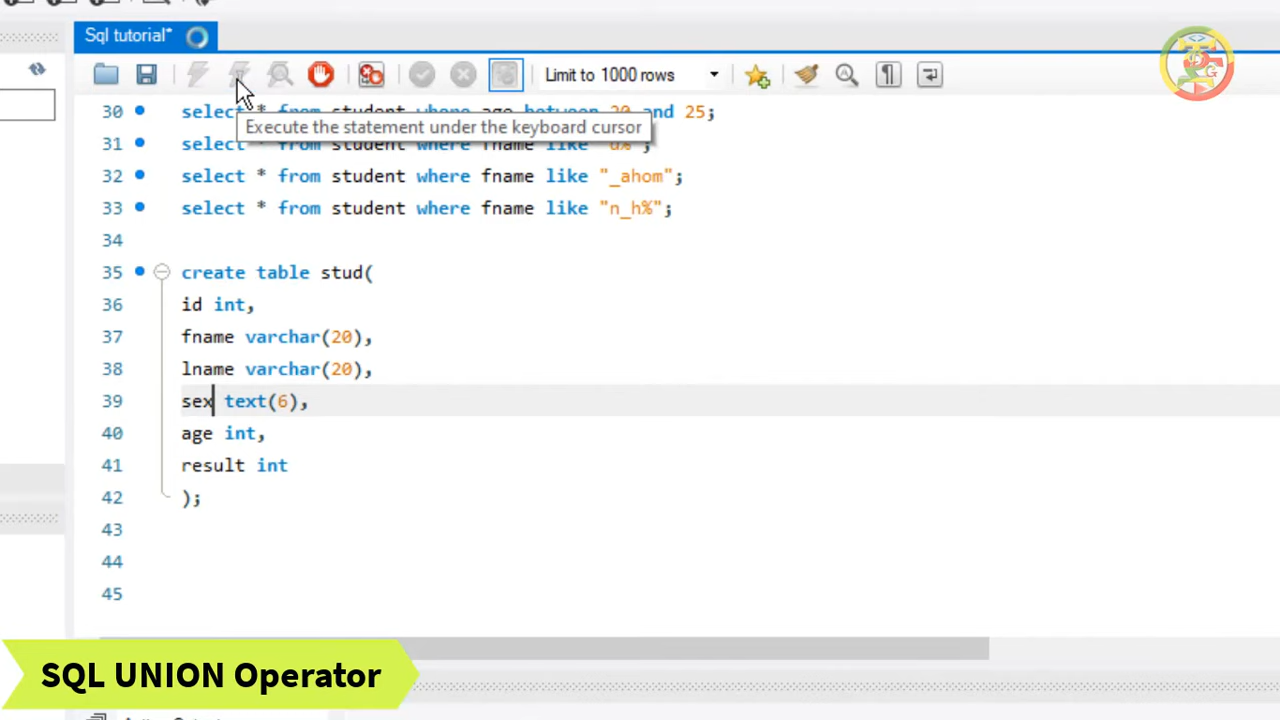 Sql tutorial*
Limit to 1000 rows
30 select * from student where age between 20 and 25;
Execute the statement under the keyboard cursor
31 select * from student where fname like "u%";
32 select * from student where fname like "_ahom";
33 select * from student where fname like "n_h%";
34
35 create table stud(
36 id int,
37 fname varchar(20),
38 lname varchar(20),
39 sex text(6),
40 age int,
41 result int
42 );
43
44
45
SQL UNION Operator